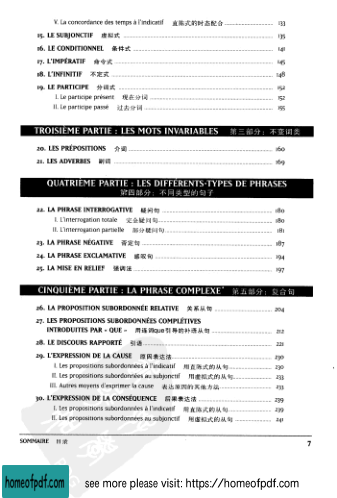 V. La concordance des temps à l'indicatif 直陈式的时态配合 133
15. LE SUBJONCTIF 虚拟式 135
16. LE CONDITIONNEL 条件式 141
17. L'IMPÉRATIF 命令式 145
18. L'INFINITIF 不定式 148
19. LE PARTICIPE 分词式 152
I. Le participe présent 现在分词 152
II. Le participe passé 过去分词 155
TROISIÈME PARTIE : LES MOTS INVARIABLES 第三部分：不变词类
20. LES PRÉPOSITIONS 介词 160
21. LES ADVERBES 副词 169
QUATRIÈME PARTIE : LES DIFFÉRENTS TYPES DE PHRASES
第四部分：不同类型的句子
22. LA PHRASE INTERROGATIVE 疑问句 180
I. L'interrogation totale 完全疑问句 180
II. L'interrogation partielle 部分疑问句 181
23. LA PHRASE NÉGATIVE 否定句 187
24. LA PHRASE EXCLAMATIVE 感叹句 194
25. LA MISE EN RELIEF 强调法 197
CINQUIÈME PARTIE : LA PHRASE COMPLEXE 第五部分：复合句
26. LA PROPOSITION SUBORDONNÉE RELATIVE 关系从句 204
27. LES PROPOSITIONS SUBORDONNÉES COMPLÉTIVES
INTRODUITES PAR « QUE » 用连词que引导的补语从句 212
28. LE DISCOURS RAPPORTÉ 引语 221
29. L'EXPRESSION DE LA CAUSE 原因表达法 230
I. Les propositions subordonnées à l'indicatif 用直陈式的从句 230
II. Les propositions subordonnées au subjonctif 用虚拟式的从句 233
III. Autres moyens d'exprimer la cause 表达原因的其他方法 233
30. L'EXPRESSION DE LA CONSÉQUENCE 后果表达法 239
I. Les propositions subordonnées à l'indicatif 用直陈式的从句 239
II. Les propositions subordonnées au subjonctif 用虚拟式的从句 241
SOMMAIRE 目录 7
homeofpdf.com see more please visit: https://homeofpdf.com